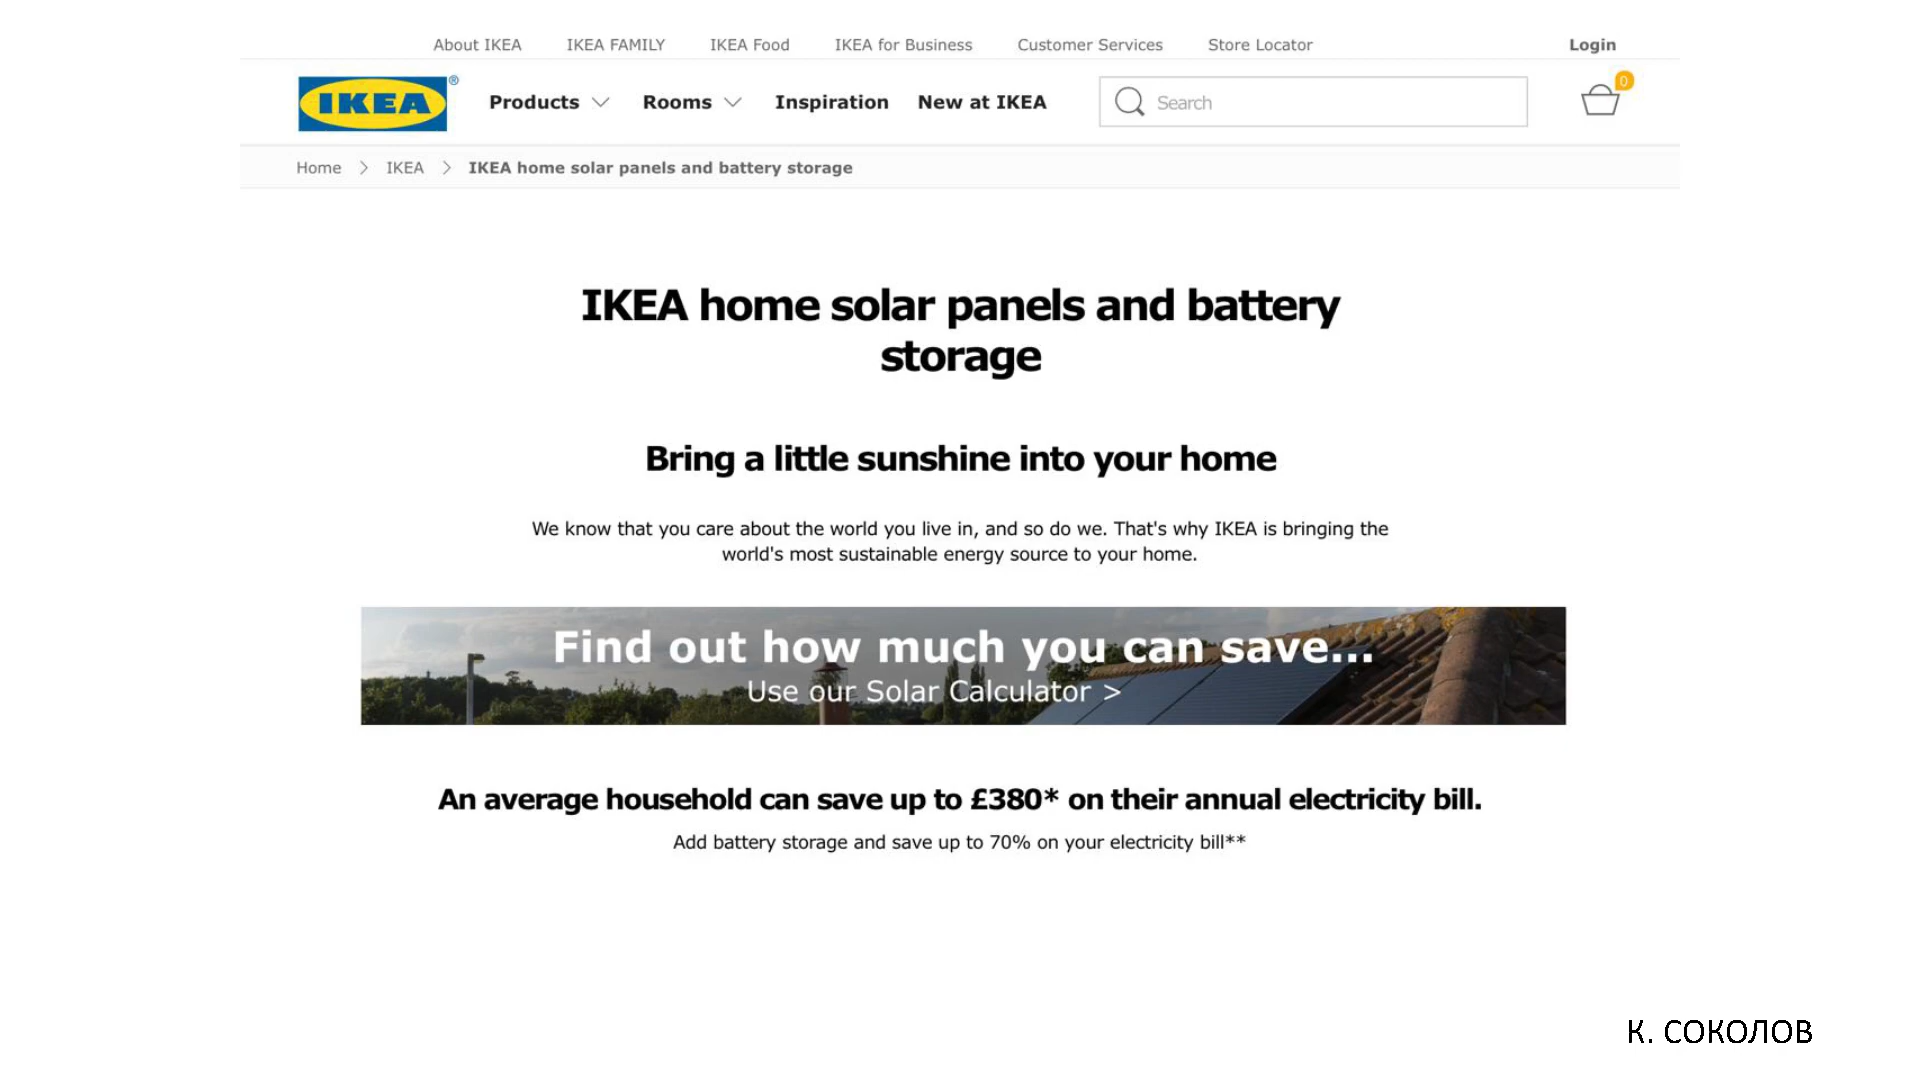 About IKEA IKEA FAMILY IKEA Food IKEA for Business Customer Services Store Locator Login
IKEA® Products Rooms Inspiration New at IKEA Search 0
Home > IKEA > IKEA home solar panels and battery storage
IKEA home solar panels and battery
storage
Bring a little sunshine into your home
We know that you care about the world you live in, and so do we. That's why IKEA is bringing the
world's most sustainable energy source to your home.
Find out how much you can save...
Use our Solar Calculator >
An average household can save up to £380* on their annual electricity bill.
Add battery storage and save up to 70% on your electricity bill**
К. СОКОЛОВ